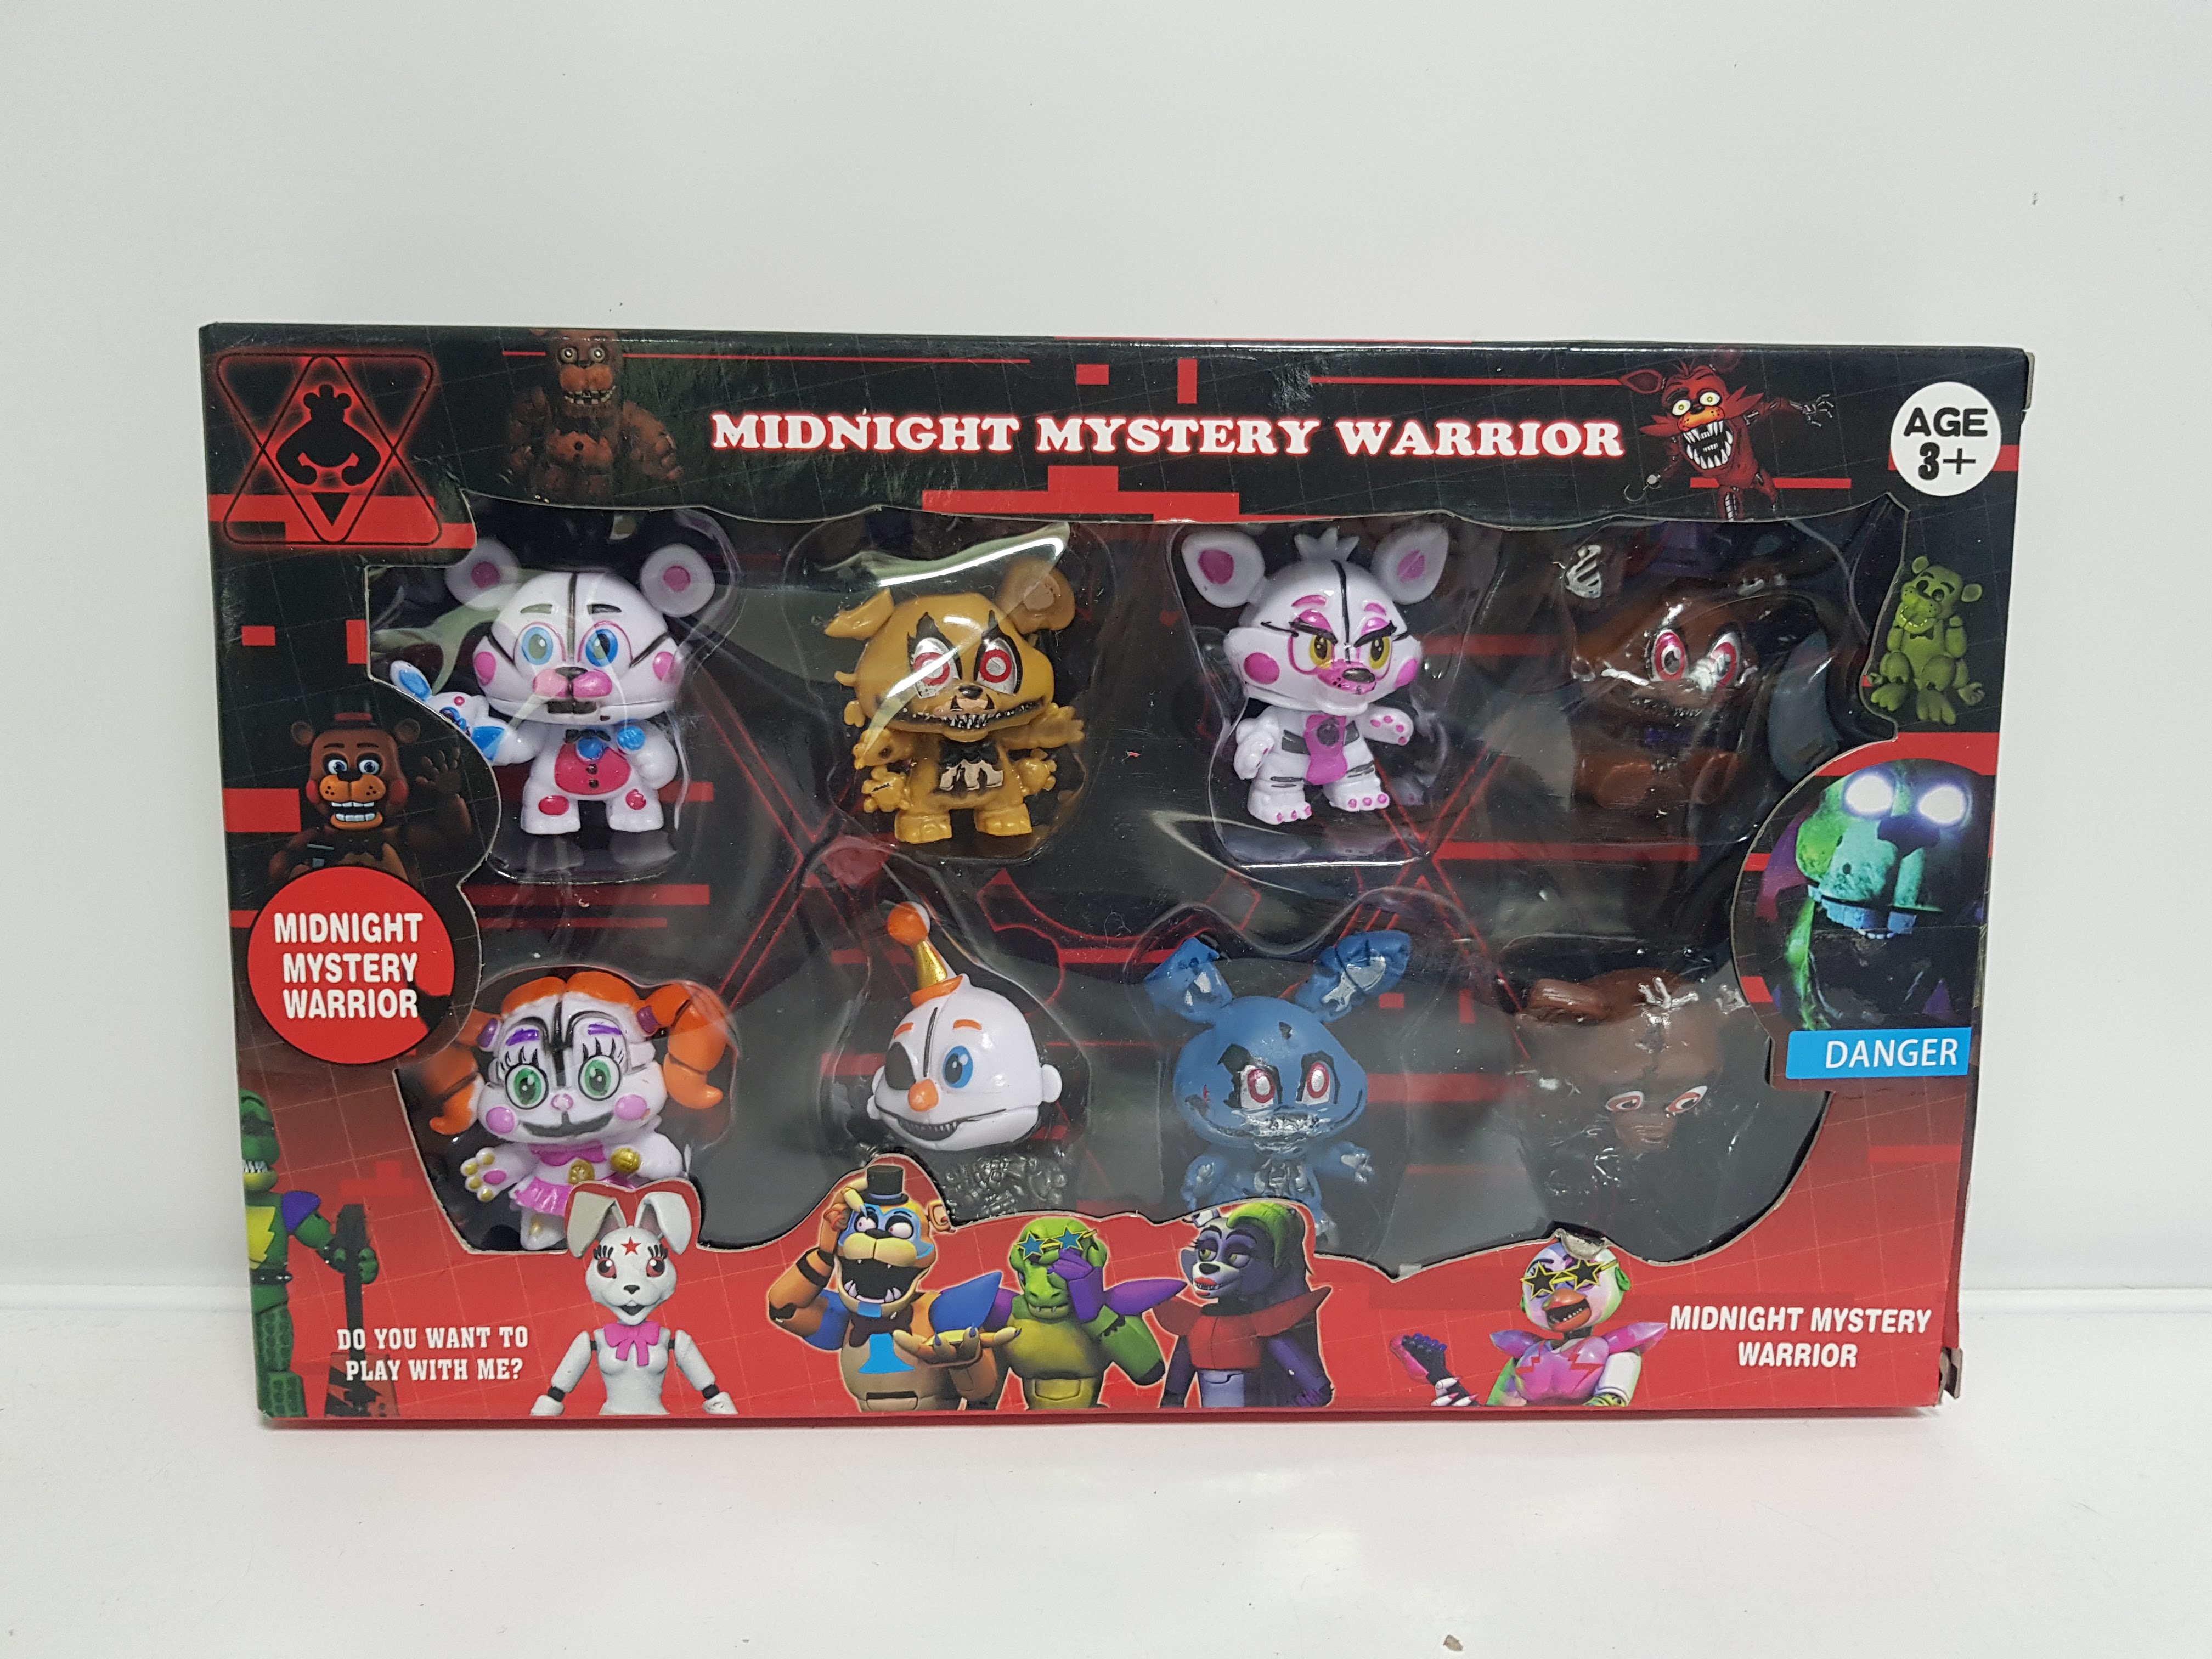 MIDNIGHT MYSTERY WARRIOR
AGE
3+
MIDNIGHT
MYSTERY
WARRIOR
DANGER
DO YOU WANT TO
PLAY WITH ME?
MIDNIGHT MYSTERY
WARRIOR